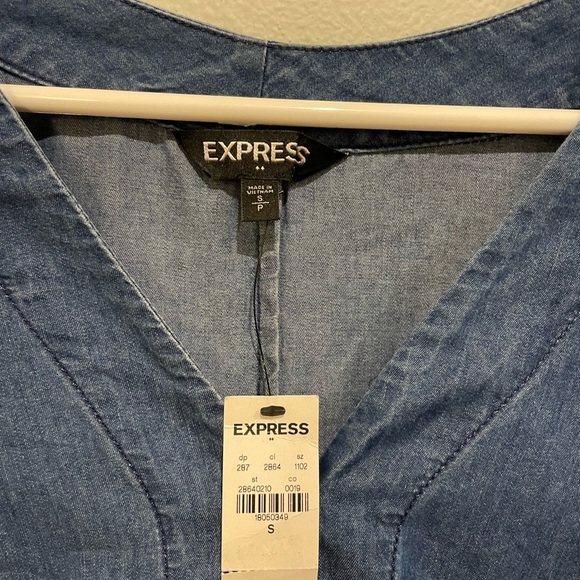 EXPRESS
MADE IN
VIETNAM
S
P
EXPRESS
dp cl sz
287 2864 1102
st co
28640210 0019
18050349
S